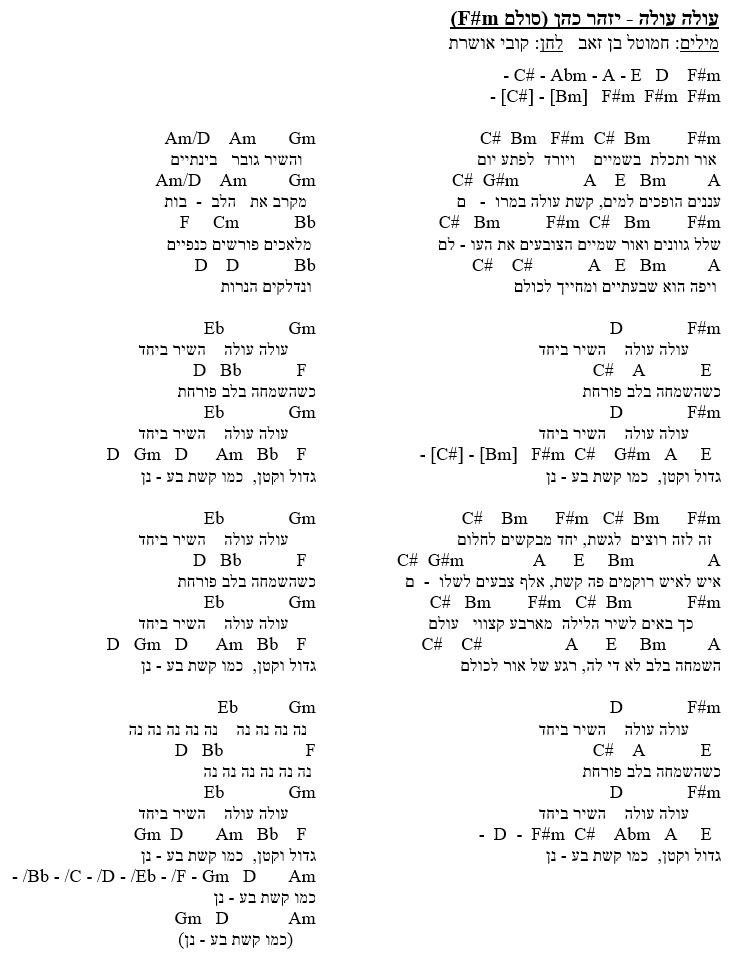 עולה עולה - יזהר כהן (סולם F#m)
מילים: חמוטל בן זאב לחן: קובי אושרת
- C# - Abm - A - E D F#m
- [C#] - [Bm] F#m F#m F#m
C# Bm F#m C# Bm F#m
אור ותכלת בשמיים ויורד לפתע יום
C# G#m A E Bm A
עננים הופכים למים, קשת עולה במרו - ם
C# Bm F#m C# Bm F#m
שלל גוונים ואור שמיים הצובעים את העו - לם
C# C# A E Bm A
ויפה הוא שבעתיים ומחייך לכולם
D F#m
עולה עולה השיר ביחד
C# A E
כשהשמחה בלב פורחת
D F#m
עולה עולה השיר ביחד
- [C#] - [Bm] F#m C# G#m A E
גדול וקטן, כמו קשת בע - נן
C# Bm F#m C# Bm F#m
זה לזה רוצים לגשת, יחד מבקשים לחלום
C# G#m A E Bm A
איש לאיש רוקמים פה קשת, אלף צבעים לשלו - ם
C# Bm F#m C# Bm F#m
כך באים לשיר הלילה מארבע קצווי עולם
C# C# A E Bm A
השמחה בלב לא די לה, רגע של אור לכולם
D F#m
עולה עולה השיר ביחד
C# A E
כשהשמחה בלב פורחת
D F#m
עולה עולה השיר ביחד
- D - F#m C# Abm A E
גדול וקטן, כמו קשת בע - נן
Am/D Am Gm
והשיר גובר בינתיים
Am/D Am Gm
מקרב את הלב - בות
F Cm Bb
מלאכים פורשים כנפיים
D D Bb
ונדלקים הנרות
Eb Gm
עולה עולה השיר ביחד
D Bb F
כשהשמחה בלב פורחת
Eb Gm
עולה עולה השיר ביחד
D Gm D Am Bb F
גדול וקטן, כמו קשת בע - נן
Eb Gm
עולה עולה השיר ביחד
D Bb F
כשהשמחה בלב פורחת
Eb Gm
עולה עולה השיר ביחד
D Gm D Am Bb F
גדול וקטן, כמו קשת בע - נן
Eb Gm
נה נה נה נה נה נה נה נה נה
D Bb F
נה נה נה נה נה נה
Eb Gm
עולה עולה השיר ביחד
Gm D Am Bb F
גדול וקטן, כמו קשת בע - נן
- /Bb - /C - /D - /Eb - /F - Gm D Am
כמו קשת בע - נן
Gm D Am
(כמו קשת בע - נן)